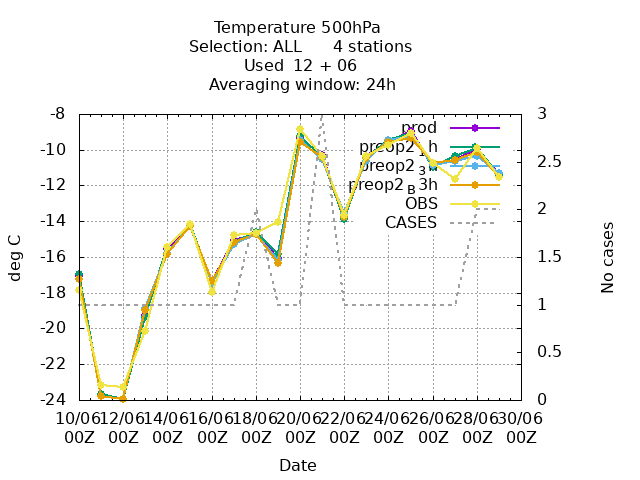 Temperature 500hPa
Selection: ALL 4 stations
Used 12 + 06
Averaging window: 24h
-8
-10
-12
-14
-16
-18
-20
-22
-24
3
2.5
2
1.5
1
0.5
0
deg C
No cases
prod
preop2_1h
preop2_3
preop2_B3h
OBS
CASES
10/06 12/06 14/06 16/06 18/06 20/06 22/06 24/06 26/06 28/06 30/06
00Z 00Z 00Z 00Z 00Z 00Z 00Z 00Z 00Z 00Z 00Z
Date